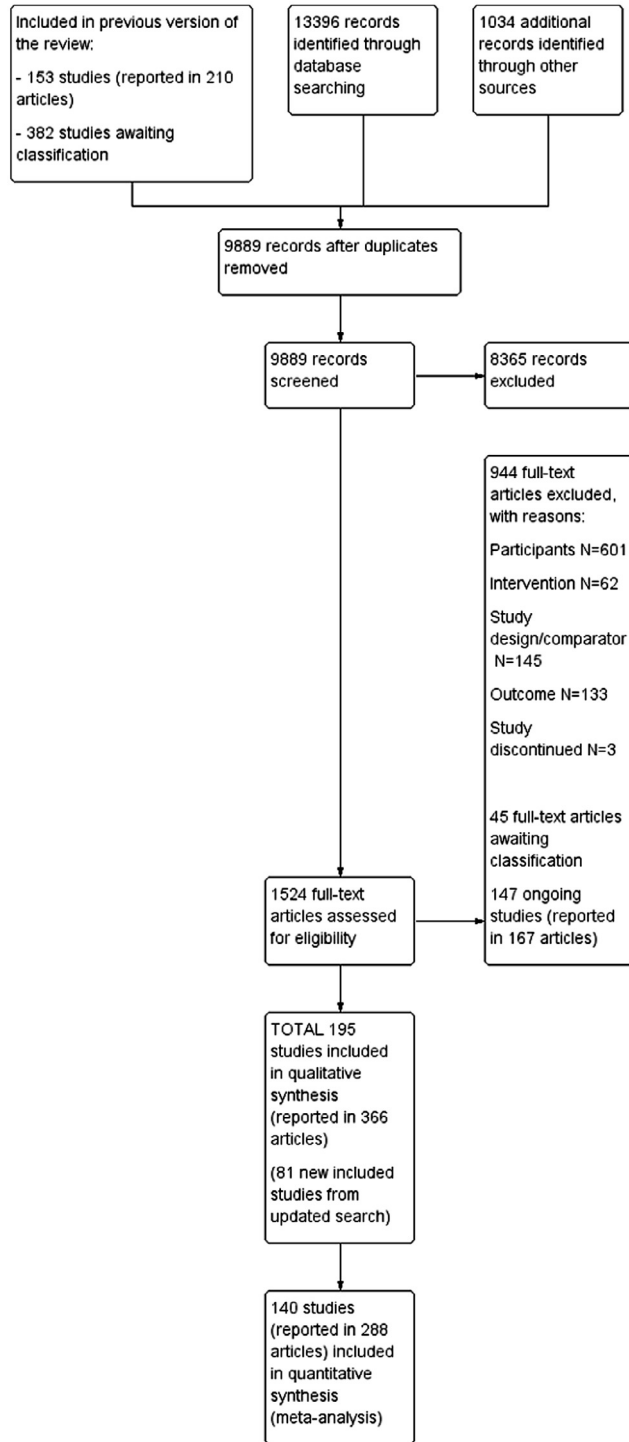 Included in previous version of
the review:
- 153 studies (reported in 210
articles)
- 382 studies awaiting
classification
13396 records
identified through
database
searching
1034 additional
records identified
through other
sources
9889 records after duplicates
removed
9889 records
screened
8365 records
excluded
944 full-text
articles excluded,
with reasons:
Participants N=601
Intervention N=62
Study
design/comparator
N=145
Outcome N=133
Study
discontinued N=3
45 full-text articles
awaiting
classification
147 ongoing
studies (reported
in 167 articles)
1524 full-text
articles assessed
for eligibility
TOTAL 195
studies included
in qualitative
synthesis
(reported in 366
articles)
(81 new included
studies from
updated search)
140 studies
(reported in 288
articles) included
in quantitative
synthesis
(meta-analysis)